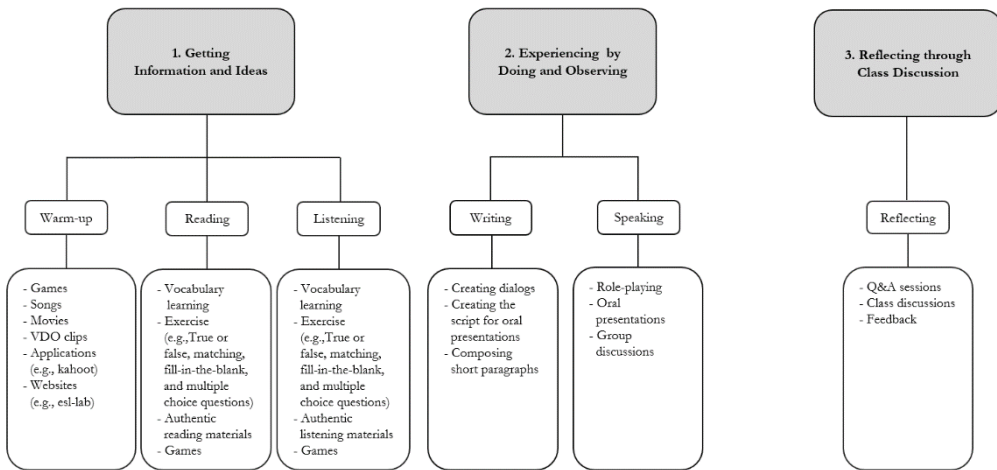 1. Getting
Information and Ideas
2. Experiencing by
Doing and Observing
3. Reflecting through
Class Discussion
Warm-up
Reading
Listening
Writing
Speaking
Reflecting
- Games
- Songs
- Movies
- VDO clips
- Applications
(e.g., kahoot)
- Websites
(e.g., esl-lab)
- Vocabulary
learning
- Exercise
(e.g.,True or
false, matching,
fill-in-the-blank,
and multiple
choice questions)
- Authentic
reading materials
- Games
- Vocabulary
learning
- Exercise
(e.g.,True or
false, matching,
fill-in-the-blank,
and multiple
choice questions)
- Authentic
listening materials
- Games
- Creating dialogs
- Creating the
script for oral
presentations
- Composing
short paragraphs
- Role-playing
- Oral
presentations
- Group
discussions
- Q&A sessions
- Class discussions
- Feedback